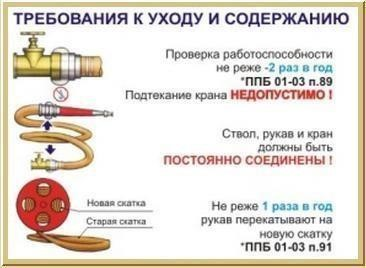 ТРЕБОВАНИЯ К УХОДУ И СОДЕРЖАНИЮ
Проверка работоспособности
не реже -2 раз в год
*ППБ 01-03 п.89
Подтекание крана НЕДОПУСТИМО !
Ствол, рукав и кран
должны быть
ПОСТОЯННО СОЕДИНЕНЫ !
Новая скатка
Старая скатка
Не реже 1 раза в год
рукав перекатывают на
новую скатку
*ППБ 01-03 п.91